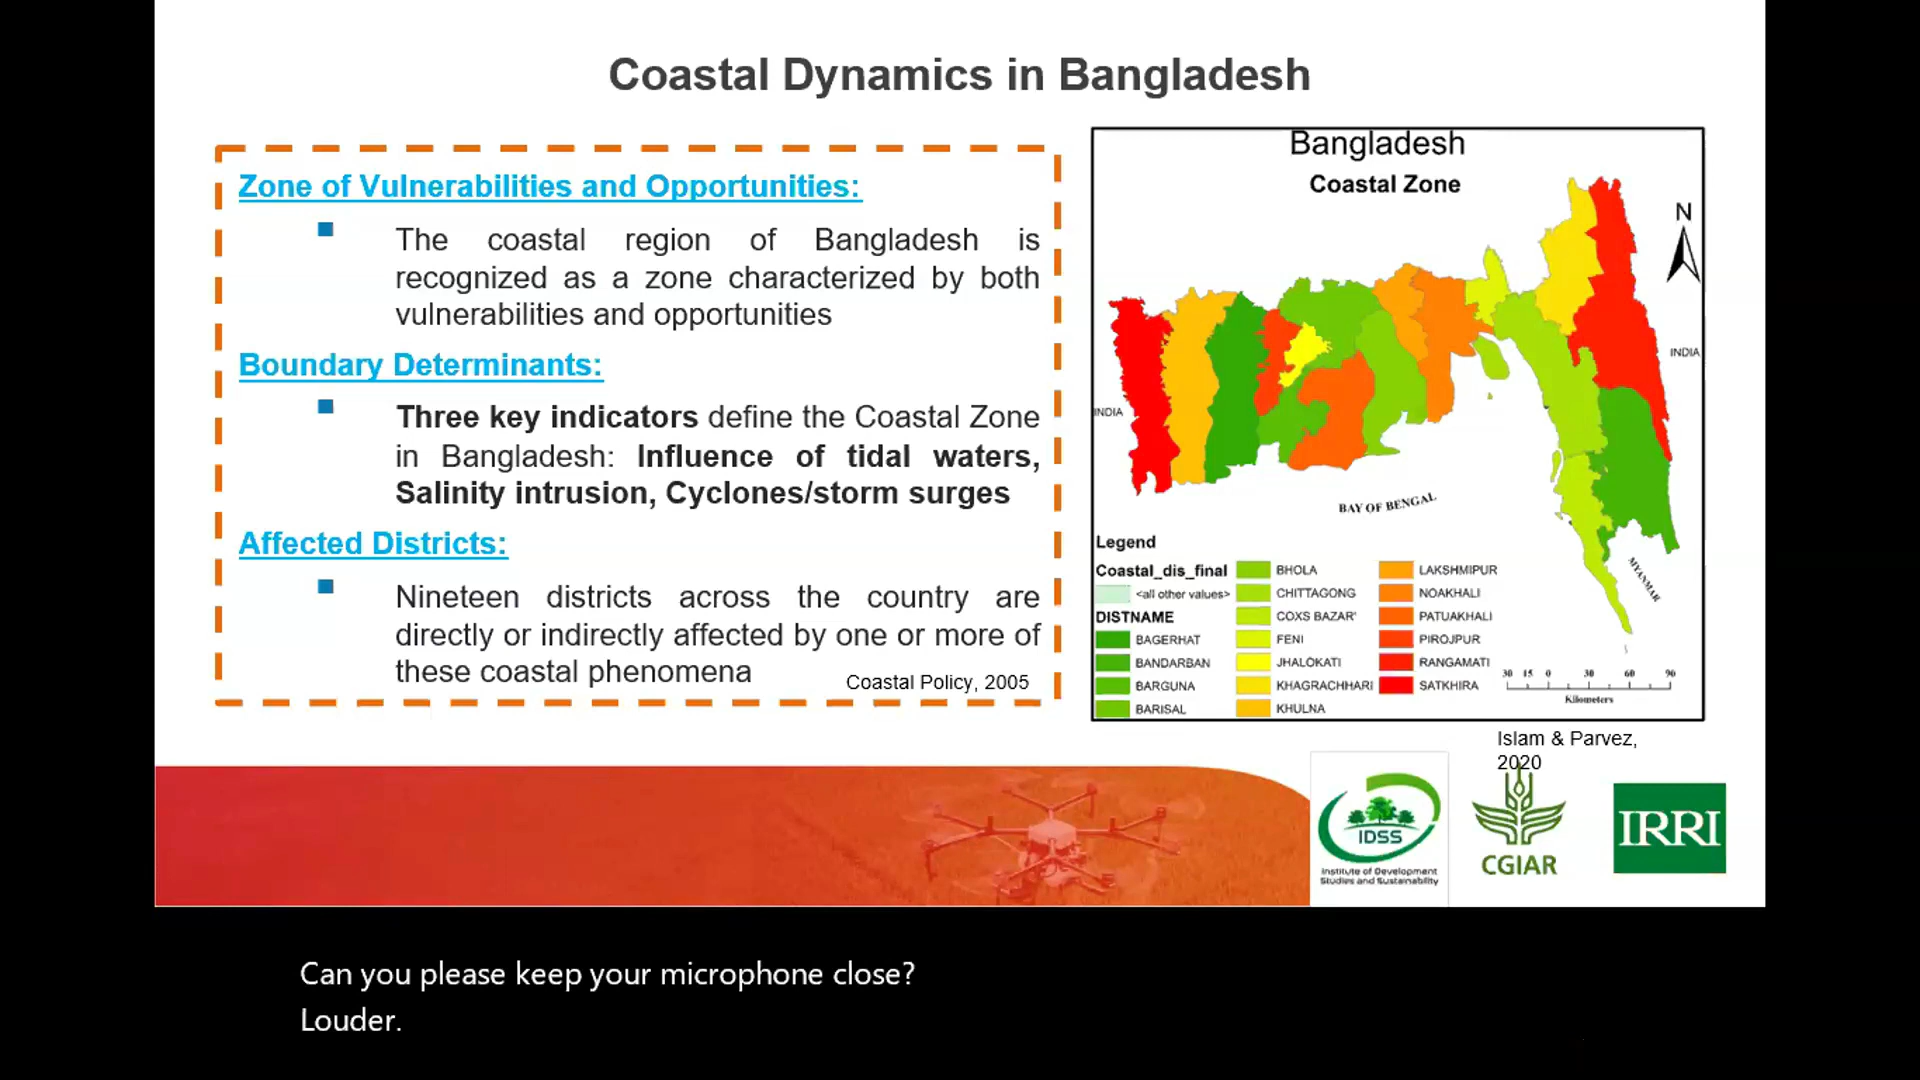 Coastal Dynamics in Bangladesh
Zone of Vulnerabilities and Opportunities:
The coastal region of Bangladesh is
recognized as a zone characterized by both
vulnerabilities and opportunities
Boundary Determinants:
Three key indicators define the Coastal Zone
in Bangladesh: Influence of tidal waters,
Salinity intrusion, Cyclones/storm surges
Affected Districts:
Nineteen districts across the country are
directly or indirectly affected by one or more of
these coastal phenomena
Coastal Policy, 2005
Bangladesh
Coastal Zone
N
INDIA
INDIA
BAY OF BENGAL
MYANMAR
Legend
Coastal_dis_final
<all other values>
DISTNAME
BAGERHAT
BANDARBAN
BARGUNA
BARISAL
BHOLA
CHITTAGONG
COXS BAZAR'
FENI
JHALOKATI
KHAGRACHHARI
KHULNA
LAKSHMIPUR
NOAKHALI
PATUAKHALI
PIROJPUR
RANGAMATI
SATKHIRA
30 15 0 30 60 90
Kilometers
Islam & Parvez,
2020
IDSS
Institute of Development
Studies and Sustainability
CGIAR
IRRI
Can you please keep your microphone close?
Louder.